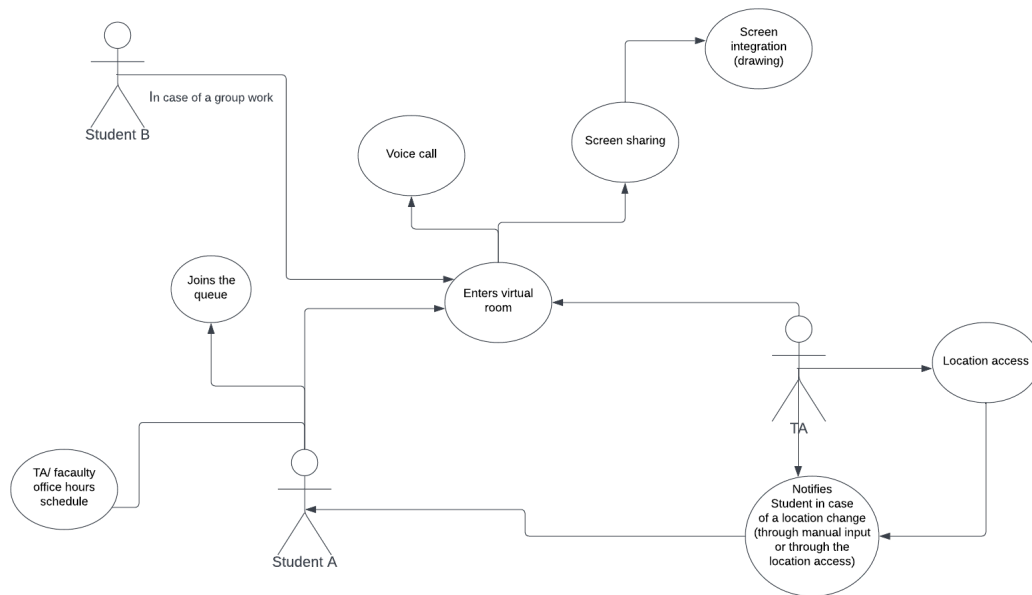 Screen
integration
(drawing)
In case of a group work
Student B
Voice call
Screen sharing
Joins the
queue
Enters virtual
room
Location access
TA
TA/ facaulty
office hours
schedule
Notifies
Student in case
of a location change
(through manual input
or through the
location access)
Student A